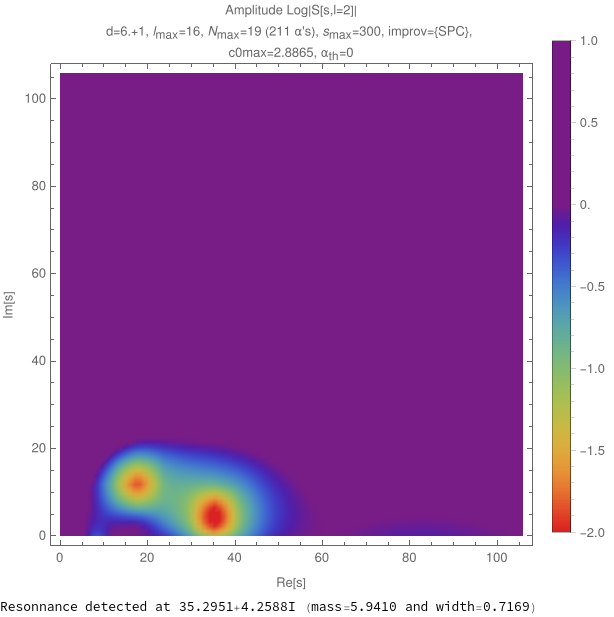 Amplitude Log|S[s,l=2]|
d=6.+1, lmax=16, Nmax=19 (211 α's), smax=300, improv={SPC},
c0max=2.8865, αth=0
1.0
0.5
0.
-0.5
-1.0
-1.5
-2.0
100
80
60
40
20
0
Im[s]
0 20 40 60 80 100
Re[s]
Resonnance detected at 35.2951+4.2588I (mass=5.9410 and width=0.7169)